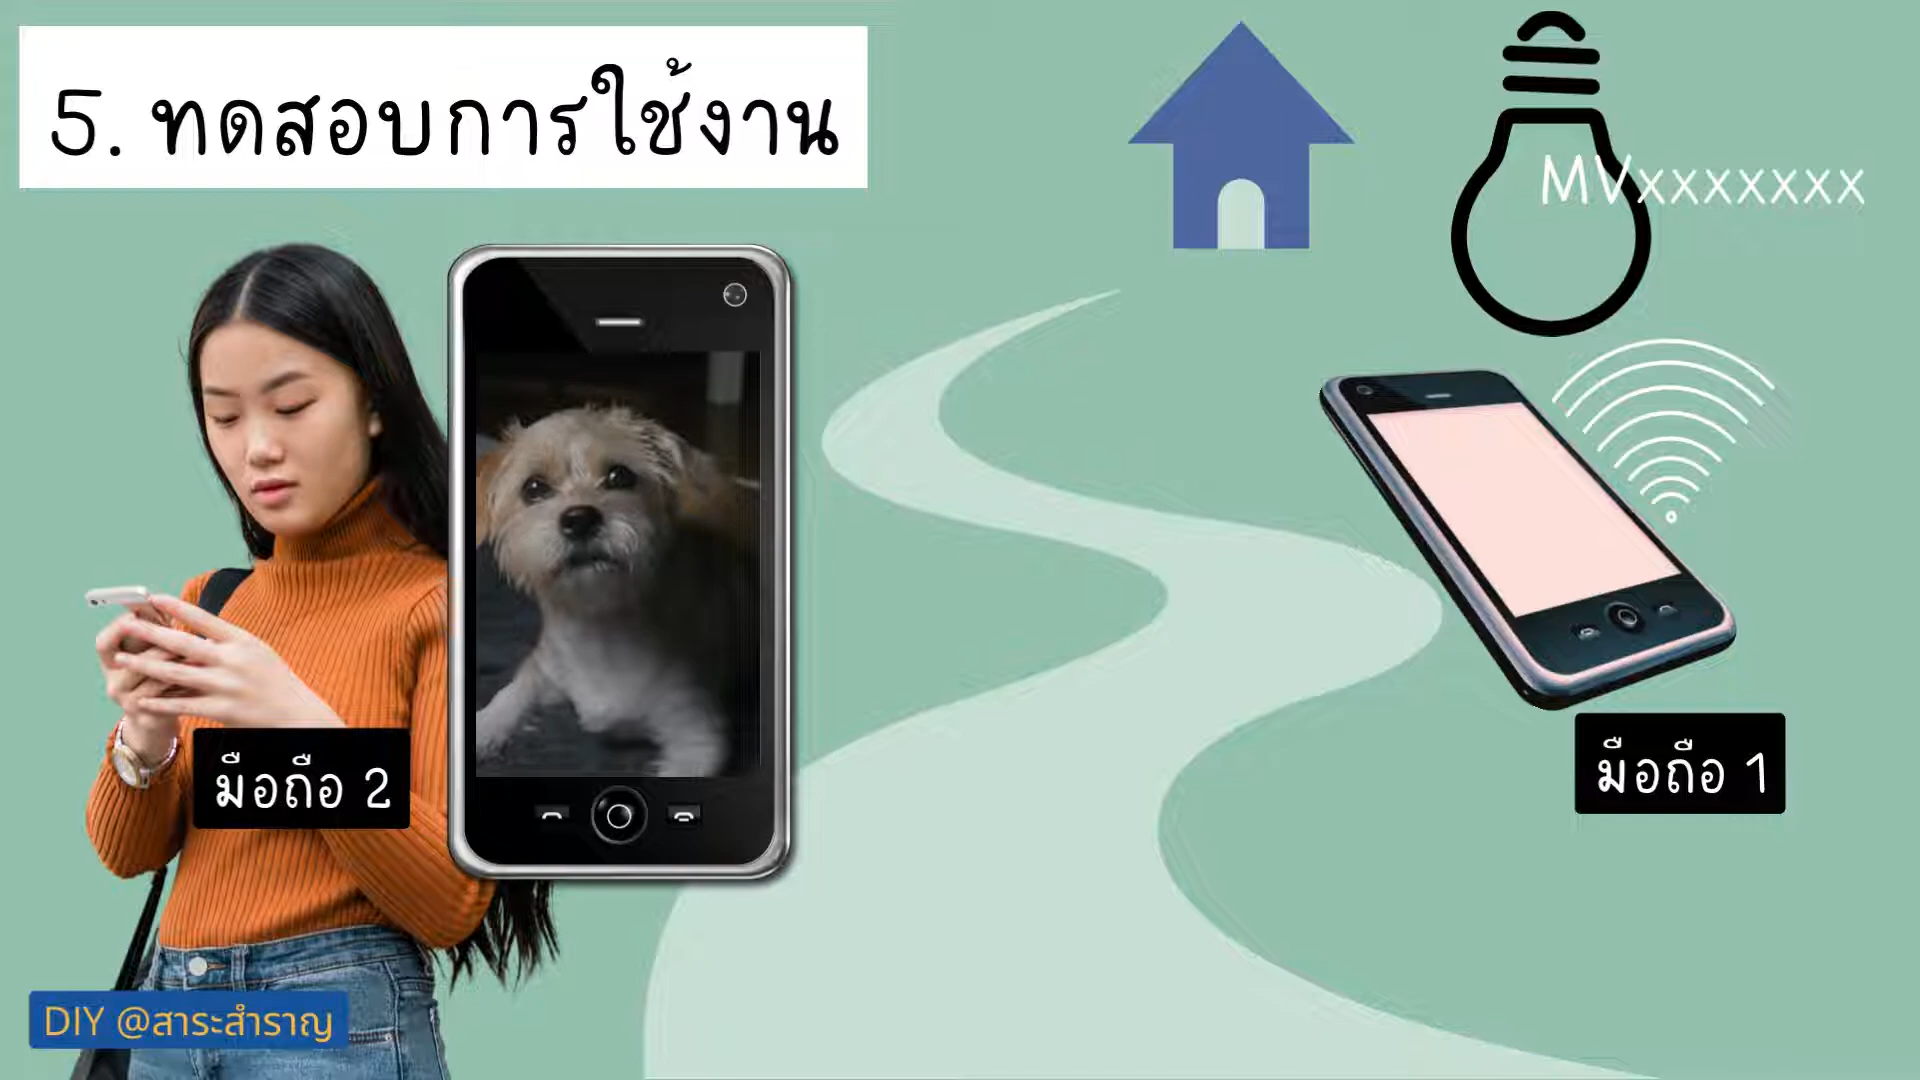 5. ทดสอบการใช้งาน
MVxxxxxxx
มือถือ 2
มือถือ 1
DIY @สาระสำราญ